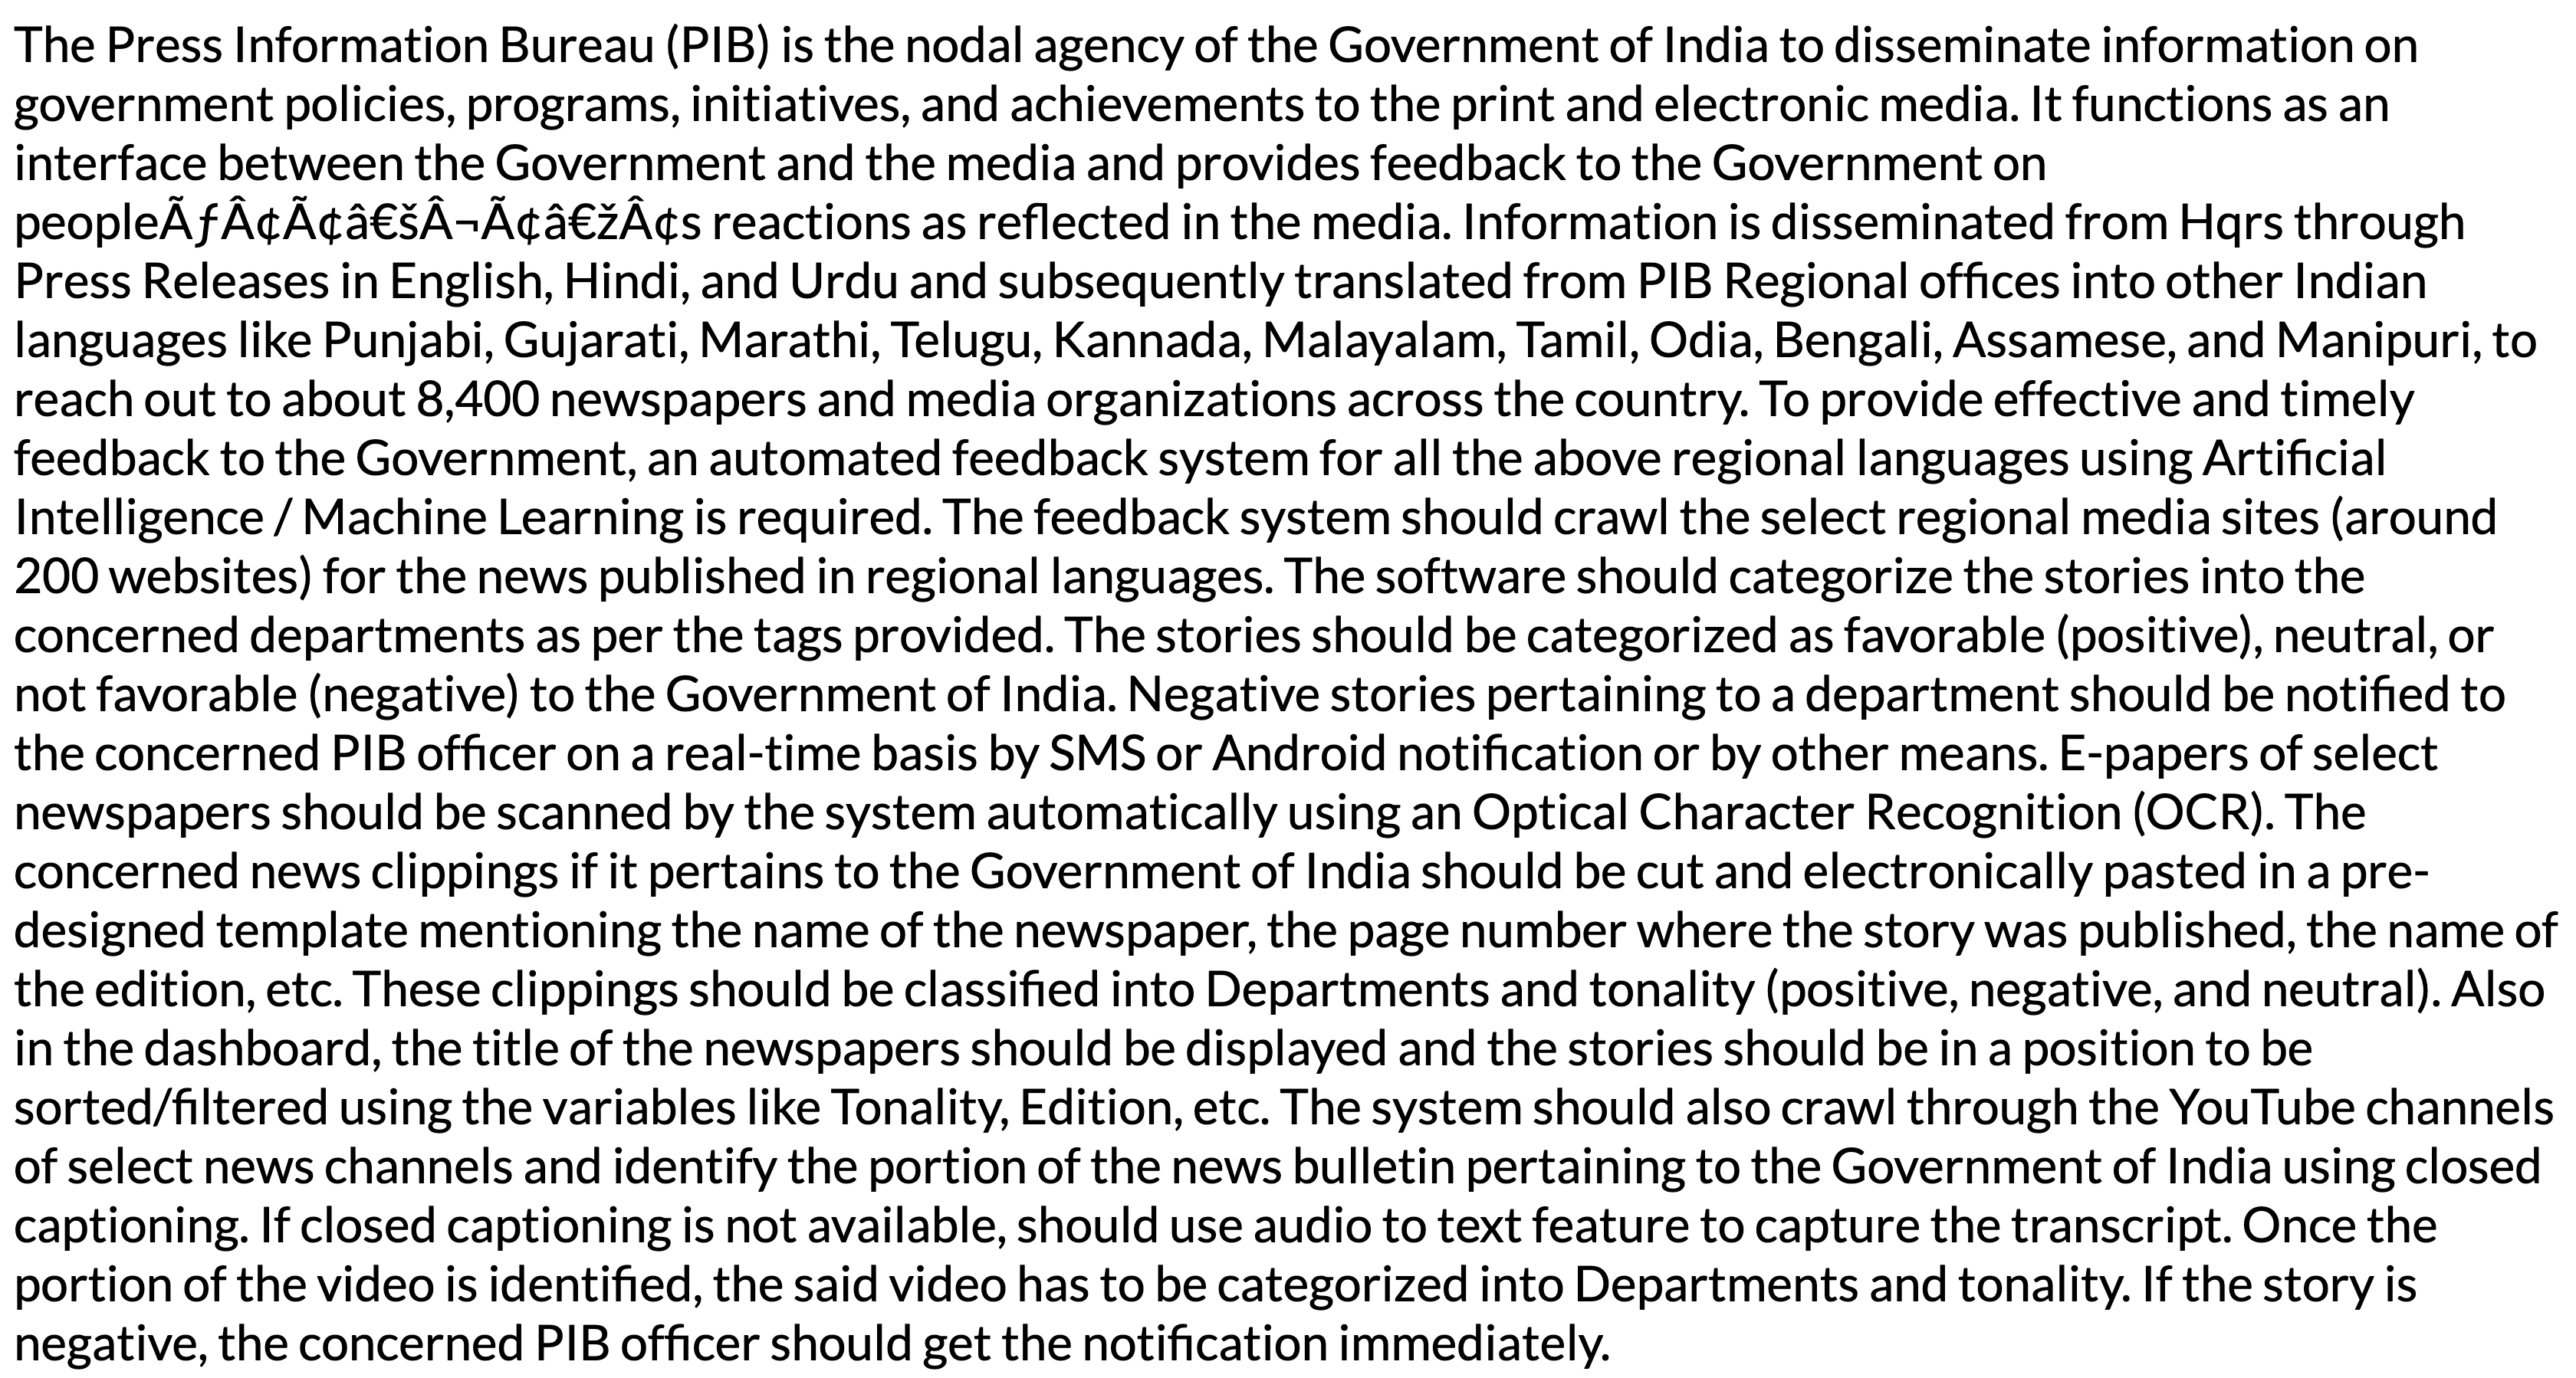 The Press Information Bureau (PIB) is the nodal agency of the Government of India to disseminate information on
government policies, programs, initiatives, and achievements to the print and electronic media. It functions as an
interface between the Government and the media and provides feedback to the Government on
peopleÃƒÂ¢Ã¢â€šÂ¬Ã¢â€žÂ¢s reactions as reflected in the media. Information is disseminated from Hqrs through
Press Releases in English, Hindi, and Urdu and subsequently translated from PIB Regional offices into other Indian
languages like Punjabi, Gujarati, Marathi, Telugu, Kannada, Malayalam, Tamil, Odia, Bengali, Assamese, and Manipuri, to
reach out to about 8,400 newspapers and media organizations across the country. To provide effective and timely
feedback to the Government, an automated feedback system for all the above regional languages using Artificial
Intelligence / Machine Learning is required. The feedback system should crawl the select regional media sites (around
200 websites) for the news published in regional languages. The software should categorize the stories into the
concerned departments as per the tags provided. The stories should be categorized as favorable (positive), neutral, or
not favorable (negative) to the Government of India. Negative stories pertaining to a department should be notified to
the concerned PIB officer on a real-time basis by SMS or Android notification or by other means. E-papers of select
newspapers should be scanned by the system automatically using an Optical Character Recognition (OCR). The
concerned news clippings if it pertains to the Government of India should be cut and electronically pasted in a pre-
designed template mentioning the name of the newspaper, the page number where the story was published, the name of
the edition, etc. These clippings should be classified into Departments and tonality (positive, negative, and neutral). Also
in the dashboard, the title of the newspapers should be displayed and the stories should be in a position to be
sorted/filtered using the variables like Tonality, Edition, etc. The system should also crawl through the YouTube channels
of select news channels and identify the portion of the news bulletin pertaining to the Government of India using closed
captioning. If closed captioning is not available, should use audio to text feature to capture the transcript. Once the
portion of the video is identified, the said video has to be categorized into Departments and tonality. If the story is
negative, the concerned PIB officer should get the notification immediately.